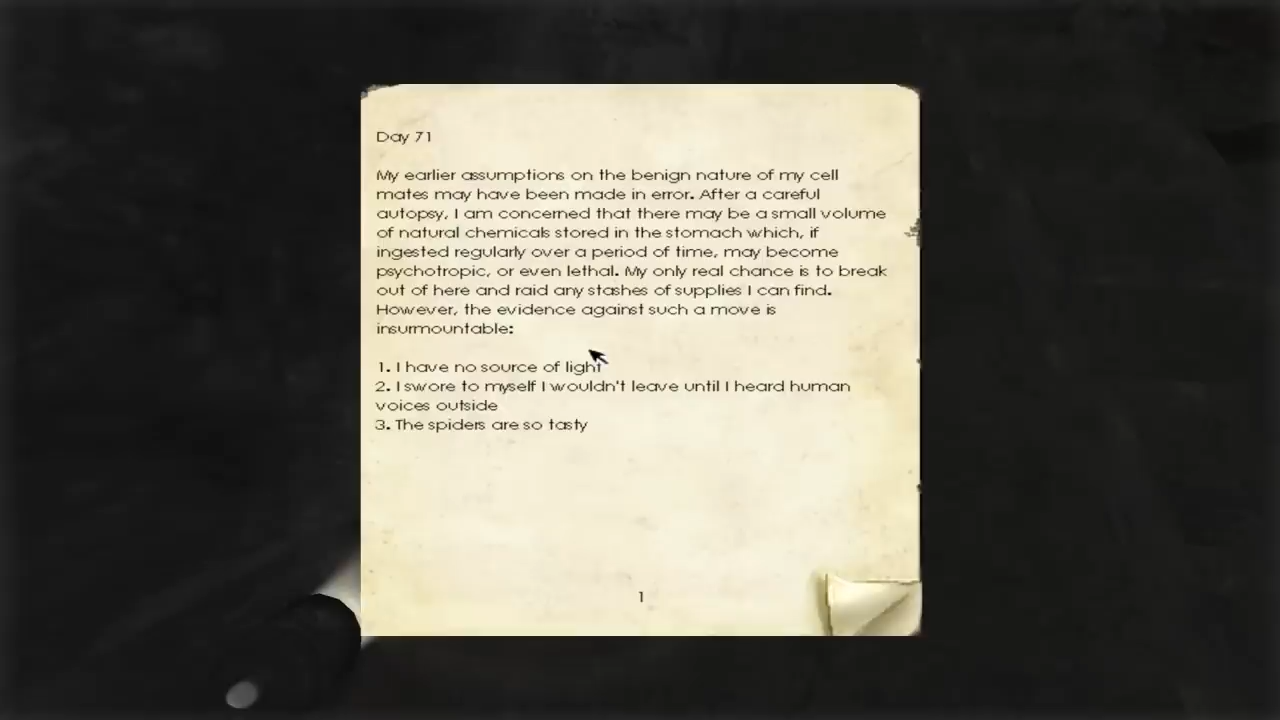 Day 71
My earlier assumptions on the benign nature of my cell
mates may have been made in error. After a careful
autopsy, I am concerned that there may be a small volume
of natural chemicals stored in the stomach which, if
ingested regularly over a period of time, may become
psychotropic, or even lethal. My only real chance is to break
out of here and raid any stashes of supplies I can find.
However, the evidence against such a move is
insurmountable:
1. I have no source of light
2. I swore to myself I wouldn't leave until I heard human
voices outside
3. The spiders are so tasty
1